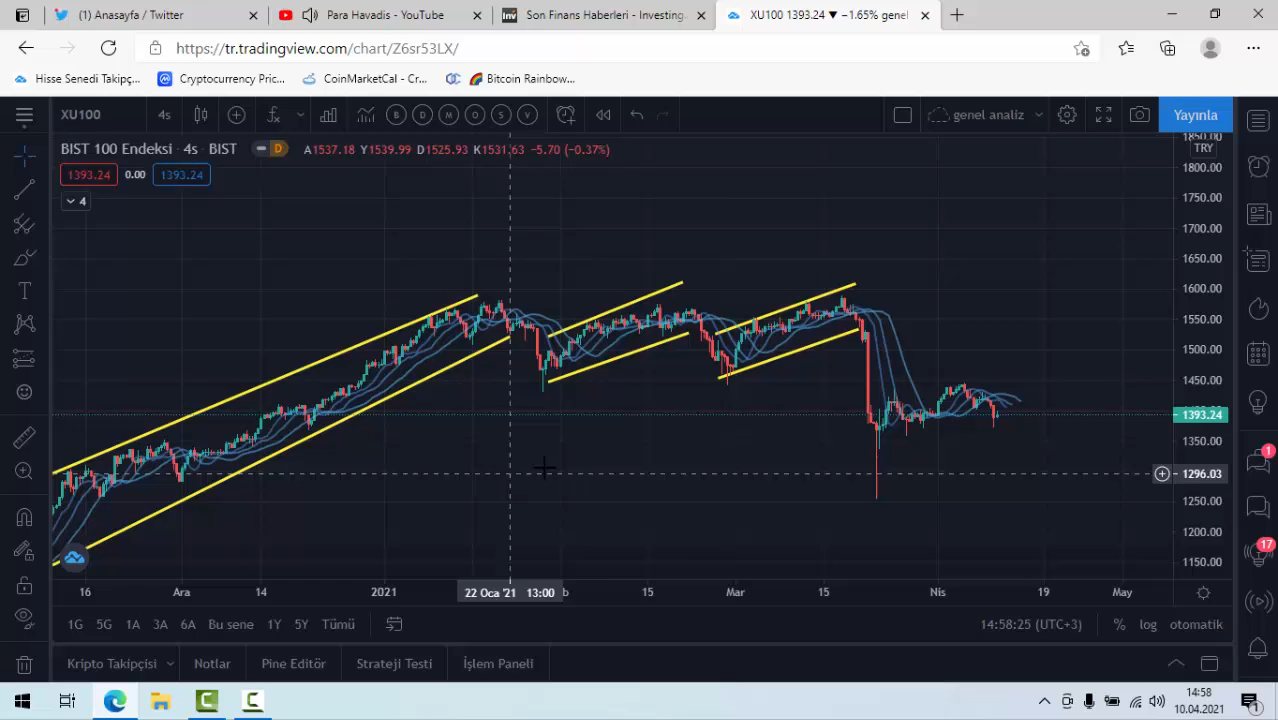 (1) Anayasfa / Twitter
Para Havadis - YouTube
Inv
Son Finans Haberleri - Investing.
XU100 1393.24 ▼ −1.65% genel
https://tr.tradingview.com/chart/Z6sr53LX/
Hisse Senedi Takipç...
Cryptocurrency Pric...
CoinMarketCal - Cr...
Bitcoin Rainbow...
XU100
4s
B D M O S V
genel analiz
Yayınla
BIST 100 Endeksi · 4s · BIST
D
A1537.18 Y1539.99 D1525.93 K1531.63 −5.70 (−0.37%)
1393.24 0.00 1393.24
4
TRY
1800.00
1750.00
1700.00
1650.00
1600.00
1550.00
1500.00
1450.00
1393.24
1350.00
1296.03
1250.00
1200.00
1150.00
16 Ara 14 2021 22 Oca '21 13:00 15 Mar 15 Nis 19 May
1G 5G 1A 3A 6A Bu sene 1Y 5Y Tümü
14:58:25 (UTC+3) % log otomatik
Kripto Takipçisi Notlar Pine Editör Strateji Testi İşlem Paneli
1
17
14:58
10.04.2021
1